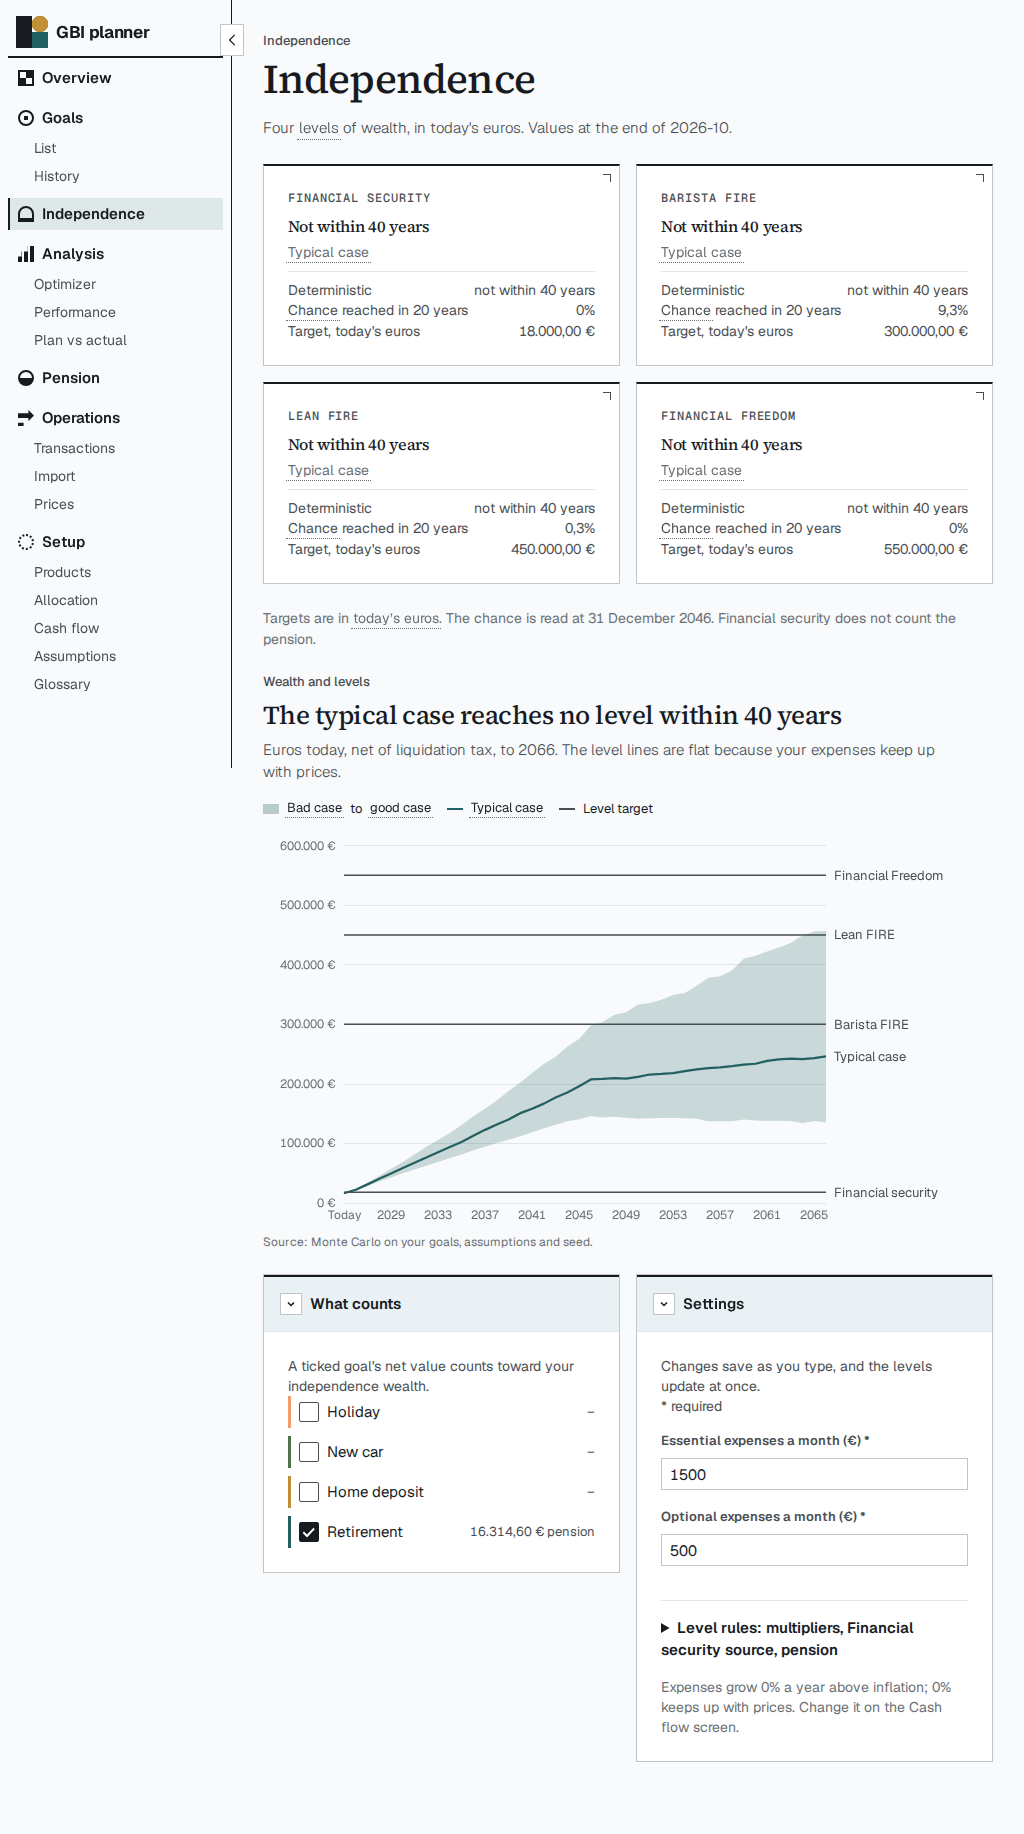 GBI planner
Overview
Goals
List
History
Independence
Analysis
Optimizer
Performance
Plan vs actual
Pension
Operations
Transactions
Import
Prices
Setup
Products
Allocation
Cash flow
Assumptions
Glossary
Independence
Independence
Four levels of wealth, in today's euros. Values at the end of 2026-10.
FINANCIAL SECURITY
Not within 40 years
Typical case
Deterministic not within 40 years
Chance reached in 20 years 0%
Target, today's euros 18.000,00 €
BARISTA FIRE
Not within 40 years
Typical case
Deterministic not within 40 years
Chance reached in 20 years 9,3%
Target, today's euros 300.000,00 €
LEAN FIRE
Not within 40 years
Typical case
Deterministic not within 40 years
Chance reached in 20 years 0,3%
Target, today's euros 450.000,00 €
FINANCIAL FREEDOM
Not within 40 years
Typical case
Deterministic not within 40 years
Chance reached in 20 years 0%
Target, today's euros 550.000,00 €
Targets are in today's euros. The chance is read at 31 December 2046. Financial security does not count the
pension.
Wealth and levels
The typical case reaches no level within 40 years
Euros today, net of liquidation tax, to 2066. The level lines are flat because your expenses keep up
with prices.
Bad case to good case Typical case Level target
600.000 €
Financial Freedom
500.000 €
Lean FIRE
400.000 €
300.000 € Barista FIRE
Typical case
200.000 €
100.000 €
Financial security
0 €
Today 2029 2033 2037 2041 2045 2049 2053 2057 2061 2065
Source: Monte Carlo on your goals, assumptions and seed.
What counts
A ticked goal's net value counts toward your
independence wealth.
Holiday –
New car –
Home deposit –
Retirement 16.314,60 € pension
Settings
Changes save as you type, and the levels
update at once.
* required
Essential expenses a month (€) *
1500
Optional expenses a month (€) *
500
Level rules: multipliers, Financial
security source, pension
Expenses grow 0% a year above inflation; 0%
keeps up with prices. Change it on the Cash
flow screen.